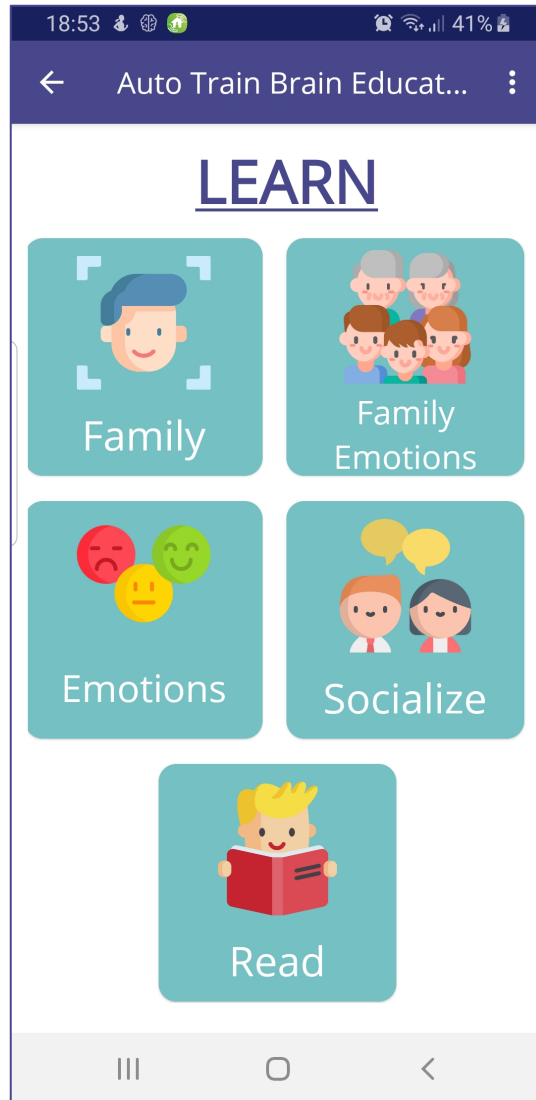 18:53 41%
Auto Train Brain Educat...
LEARN
Family
Family
Emotions
Emotions
Socialize
Read